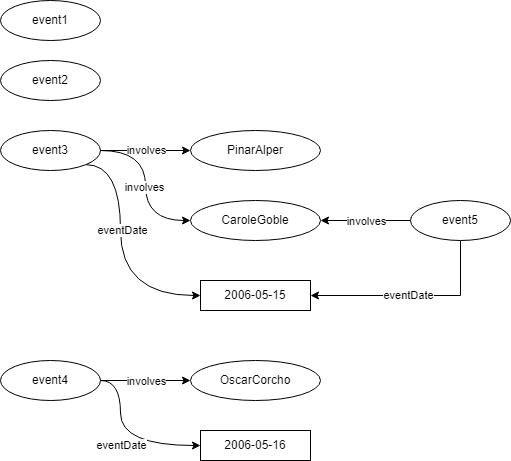 event1
event2
event3
involves
PinarAlper
involves
CaroleGoble
involves
event5
eventDate
2006-05-15
eventDate
event4
involves
OscarCorcho
eventDate
2006-05-16